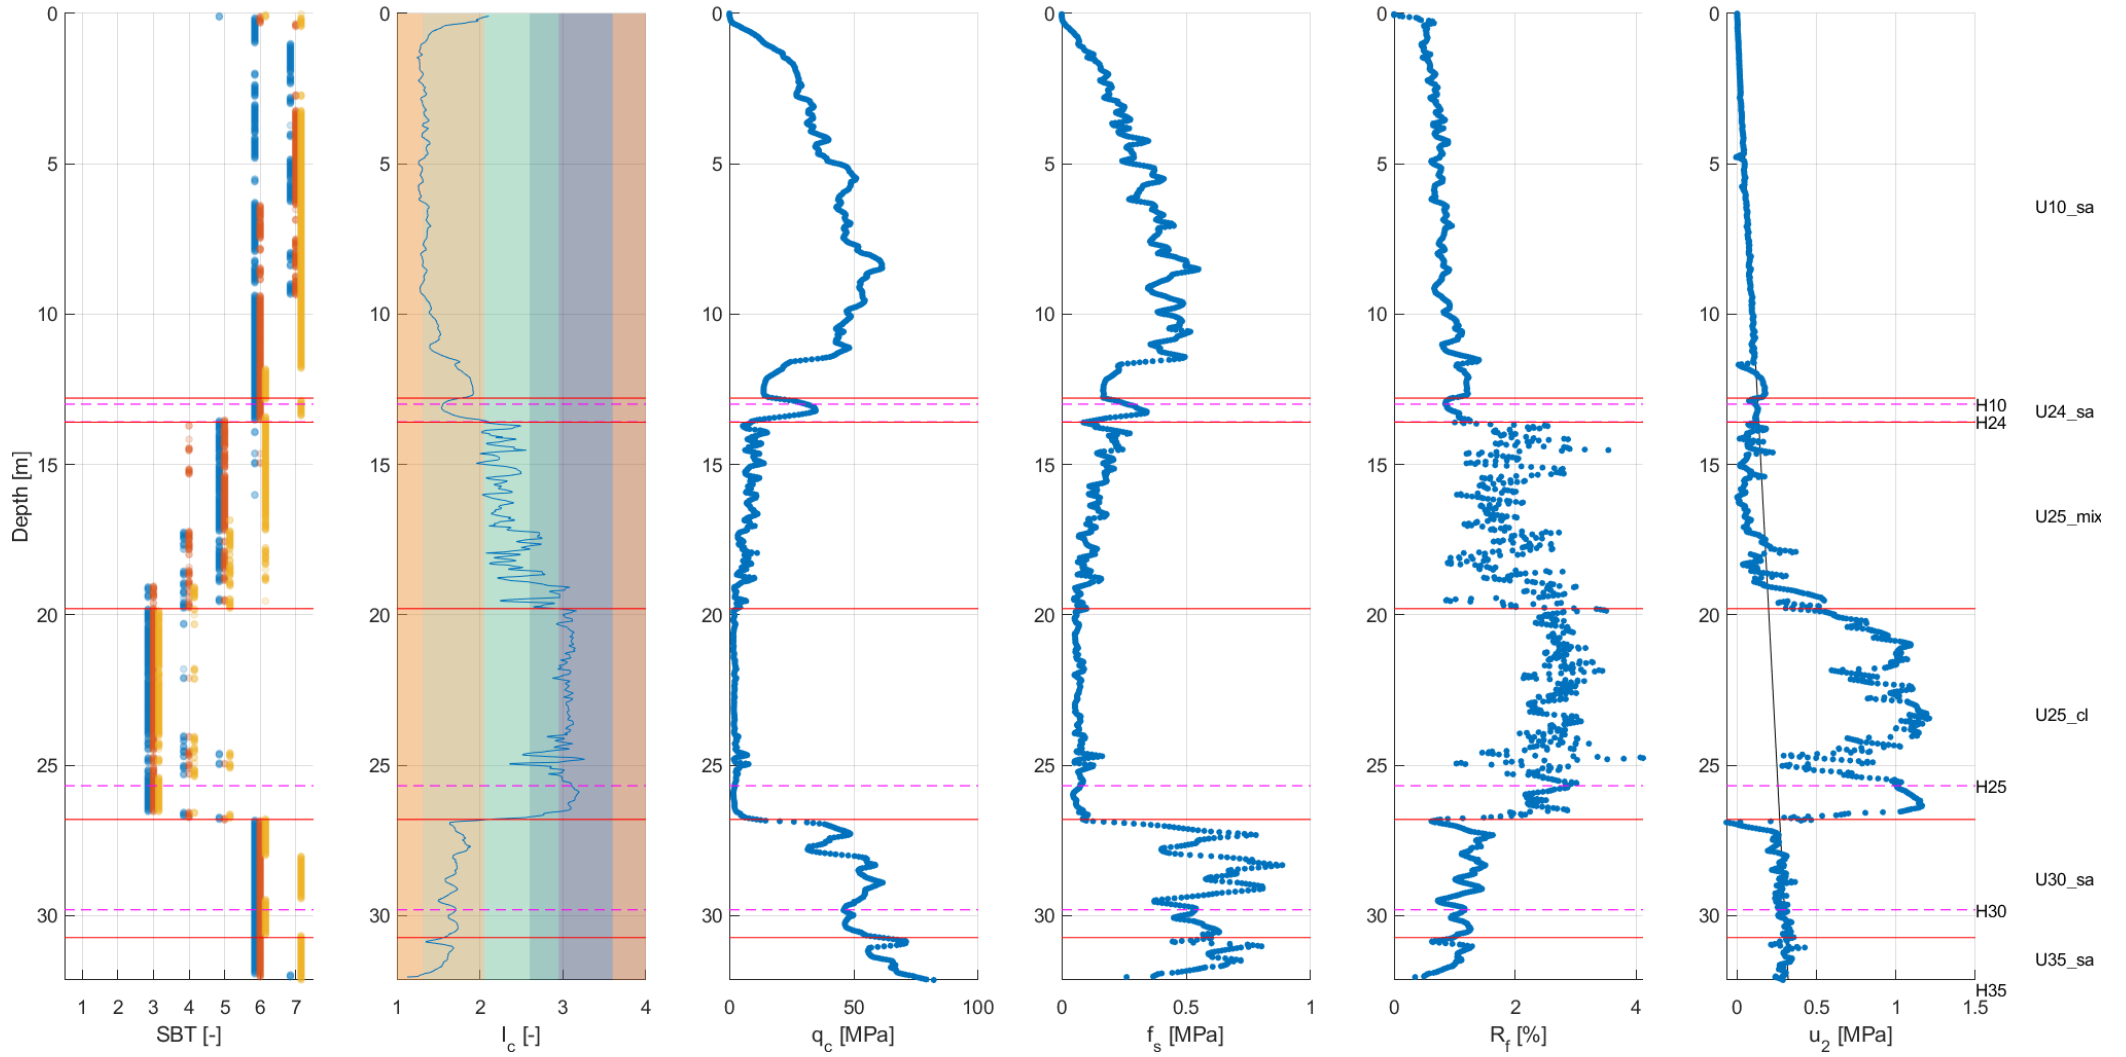 0
5
10
15
20
25
30
Depth [m]
1 2 3 4 5 6 7
SBT [-]
1 2 3 4
I_c [-]
0
5
10
15
20
25
30
0 50 100
q_c [MPa]
0
5
10
15
20
25
30
0 0.5 1
f_s [MPa]
0
5
10
15
20
25
30
0 2 4
R_f [%]
0
5
10
15
20
25
30
0 0.5 1 1.5
u_2 [MPa]
0
5
10
15
20
25
30
U10_sa
H10
U24_sa
H24
U25_mix
U25_cl
H25
U30_sa
H30
U35_sa
H35